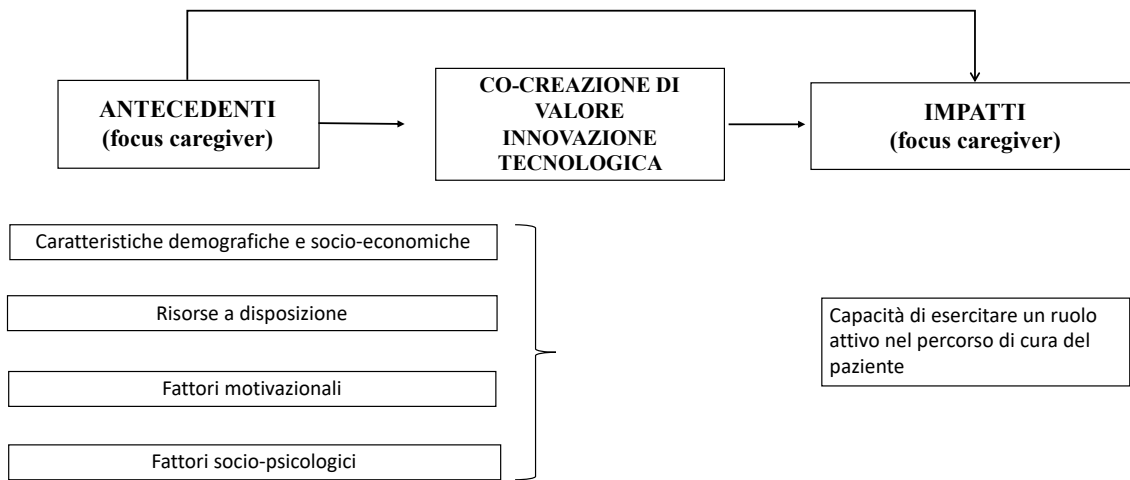 ANTECEDENTI
(focus caregiver)
CO-CREAZIONE DI
VALORE
INNOVAZIONE
TECNOLOGICA
IMPATTI
(focus caregiver)
Caratteristiche demografiche e socio-economiche
Risorse a disposizione
Fattori motivazionali
Fattori socio-psicologici
Capacità di esercitare un ruolo
attivo nel percorso di cura del
paziente